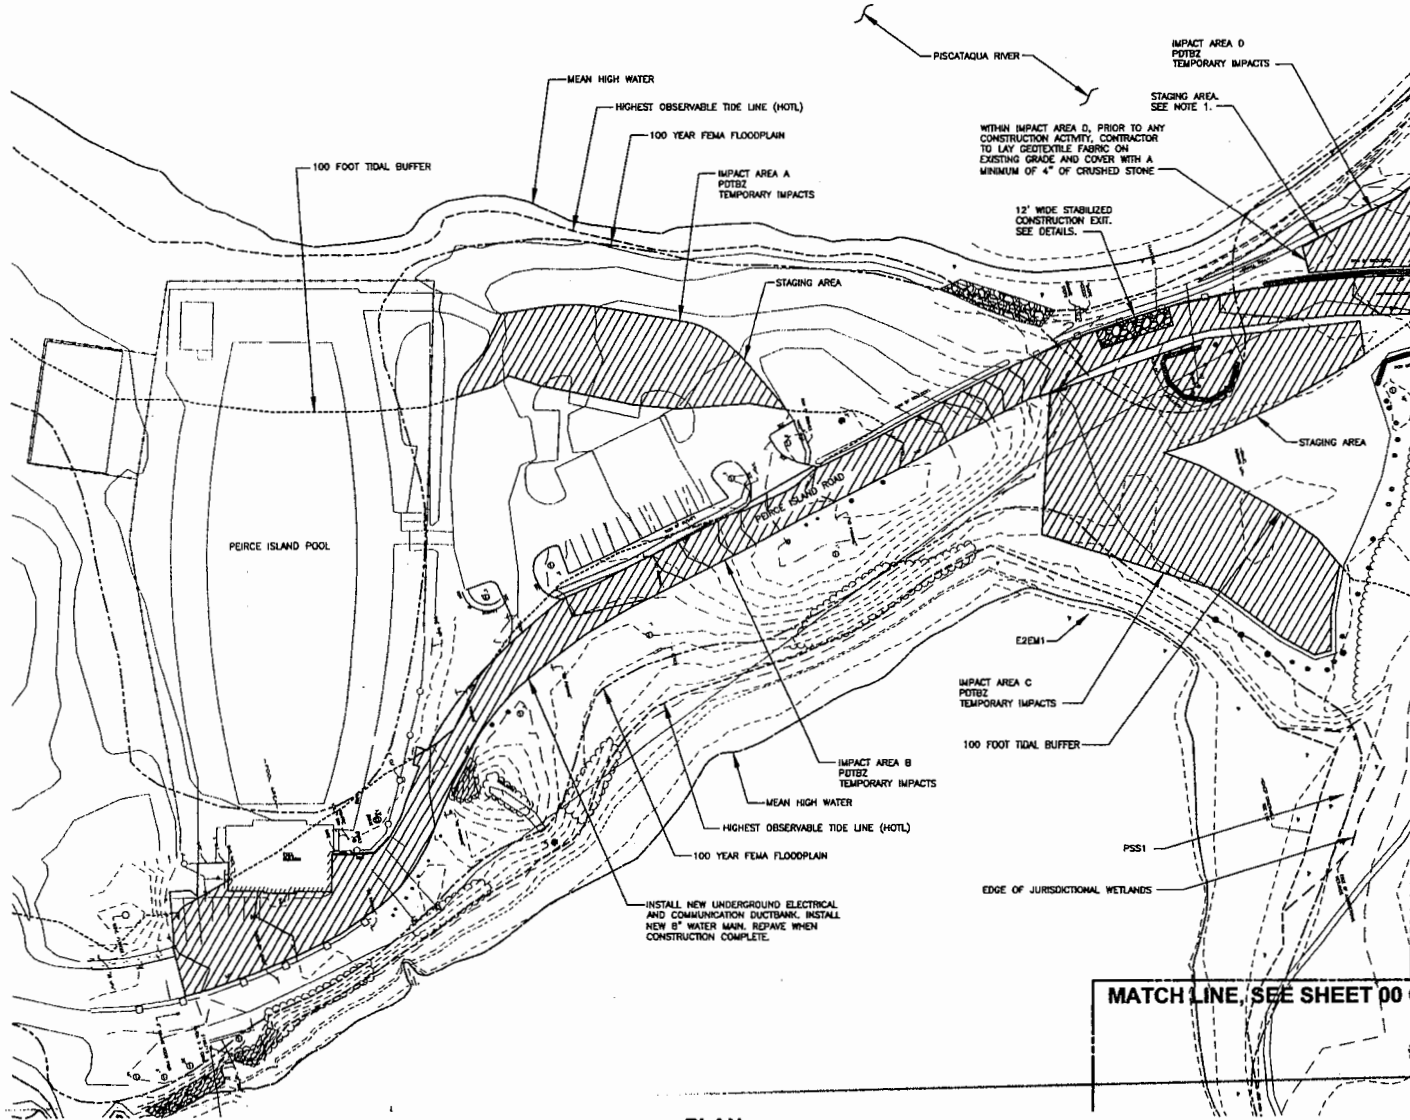 PISCATAQUA RIVER
IMPACT AREA D
PDTBZ
TEMPORARY IMPACTS
MEAN HIGH WATER
STAGING AREA.
SEE NOTE 1.
HIGHEST OBSERVABLE TIDE LINE (HOTL)
100 YEAR FEMA FLOODPLAIN
WITHIN IMPACT AREA D, PRIOR TO ANY
CONSTRUCTION ACTIVITY, CONTRACTOR
TO LAY GEOTEXTILE FABRIC ON
EXISTING GRADE AND COVER WITH A
MINIMUM OF 4" OF CRUSHED STONE
100 FOOT TIDAL BUFFER
IMPACT AREA A
PDTBZ
TEMPORARY IMPACTS
12' WIDE STABILIZED
CONSTRUCTION EXIT.
SEE DETAILS.
STAGING AREA
STAGING AREA
PEIRCE ISLAND ROAD
PEIRCE ISLAND POOL
E2EM1
IMPACT AREA C
PDTBZ
TEMPORARY IMPACTS
100 FOOT TIDAL BUFFER
IMPACT AREA B
PDTBZ
TEMPORARY IMPACTS
MEAN HIGH WATER
HIGHEST OBSERVABLE TIDE LINE (HOTL)
100 YEAR FEMA FLOODPLAIN
PSS1
EDGE OF JURISDICTIONAL WETLANDS
INSTALL NEW UNDERGROUND ELECTRICAL
AND COMMUNICATION DUCTBANK. INSTALL
NEW 8" WATER MAIN. REPAVE WHEN
CONSTRUCTION COMPLETE.
MATCH LINE, SEE SHEET 00